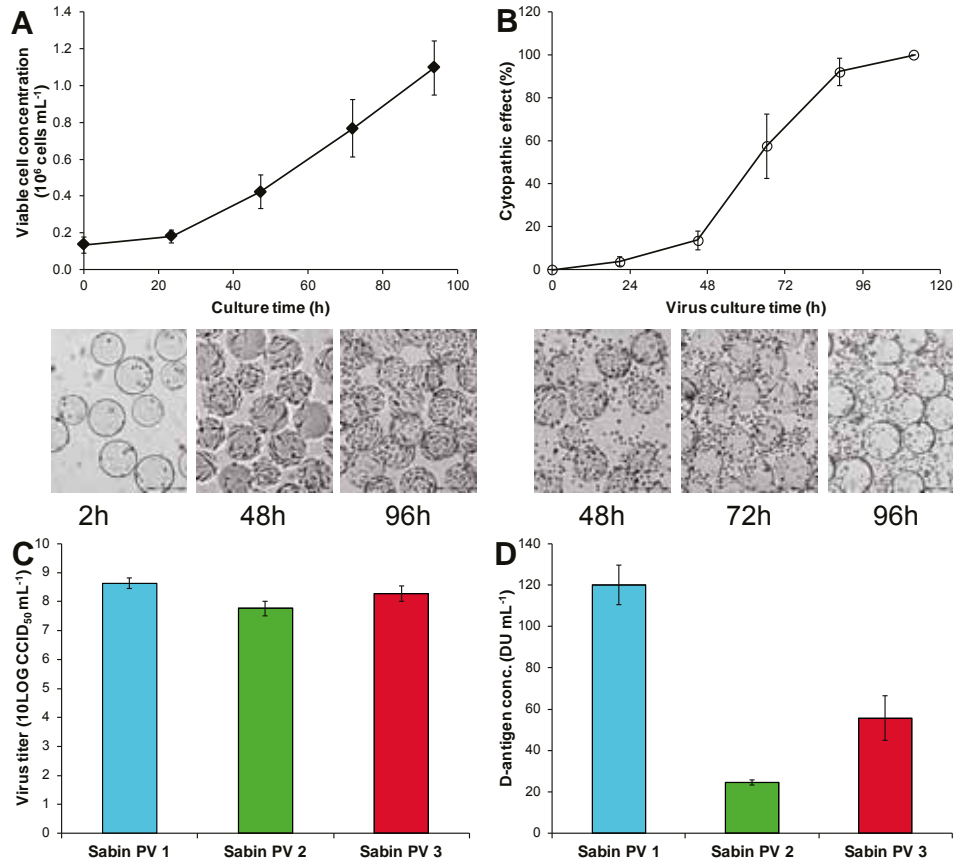 A
Viable cell concentration
(10⁶ cells mL⁻¹)
1.4
1.2
1.0
0.8
0.6
0.4
0.2
0.0
0
20
40
60
80
100
Culture time (h)
B
Cytopathic effect (%)
120
100
80
60
40
20
0
0
24
48
72
96
120
Virus culture time (h)
2h
48h
96h
48h
72h
96h
C
Virus titer (10LOG CCID₅₀ mL⁻¹)
10
9
8
7
6
5
4
3
2
1
0
Sabin PV 1
Sabin PV 2
Sabin PV 3
D
D-antigen conc. (DU mL⁻¹)
140
120
100
80
60
40
20
0
Sabin PV 1
Sabin PV 2
Sabin PV 3